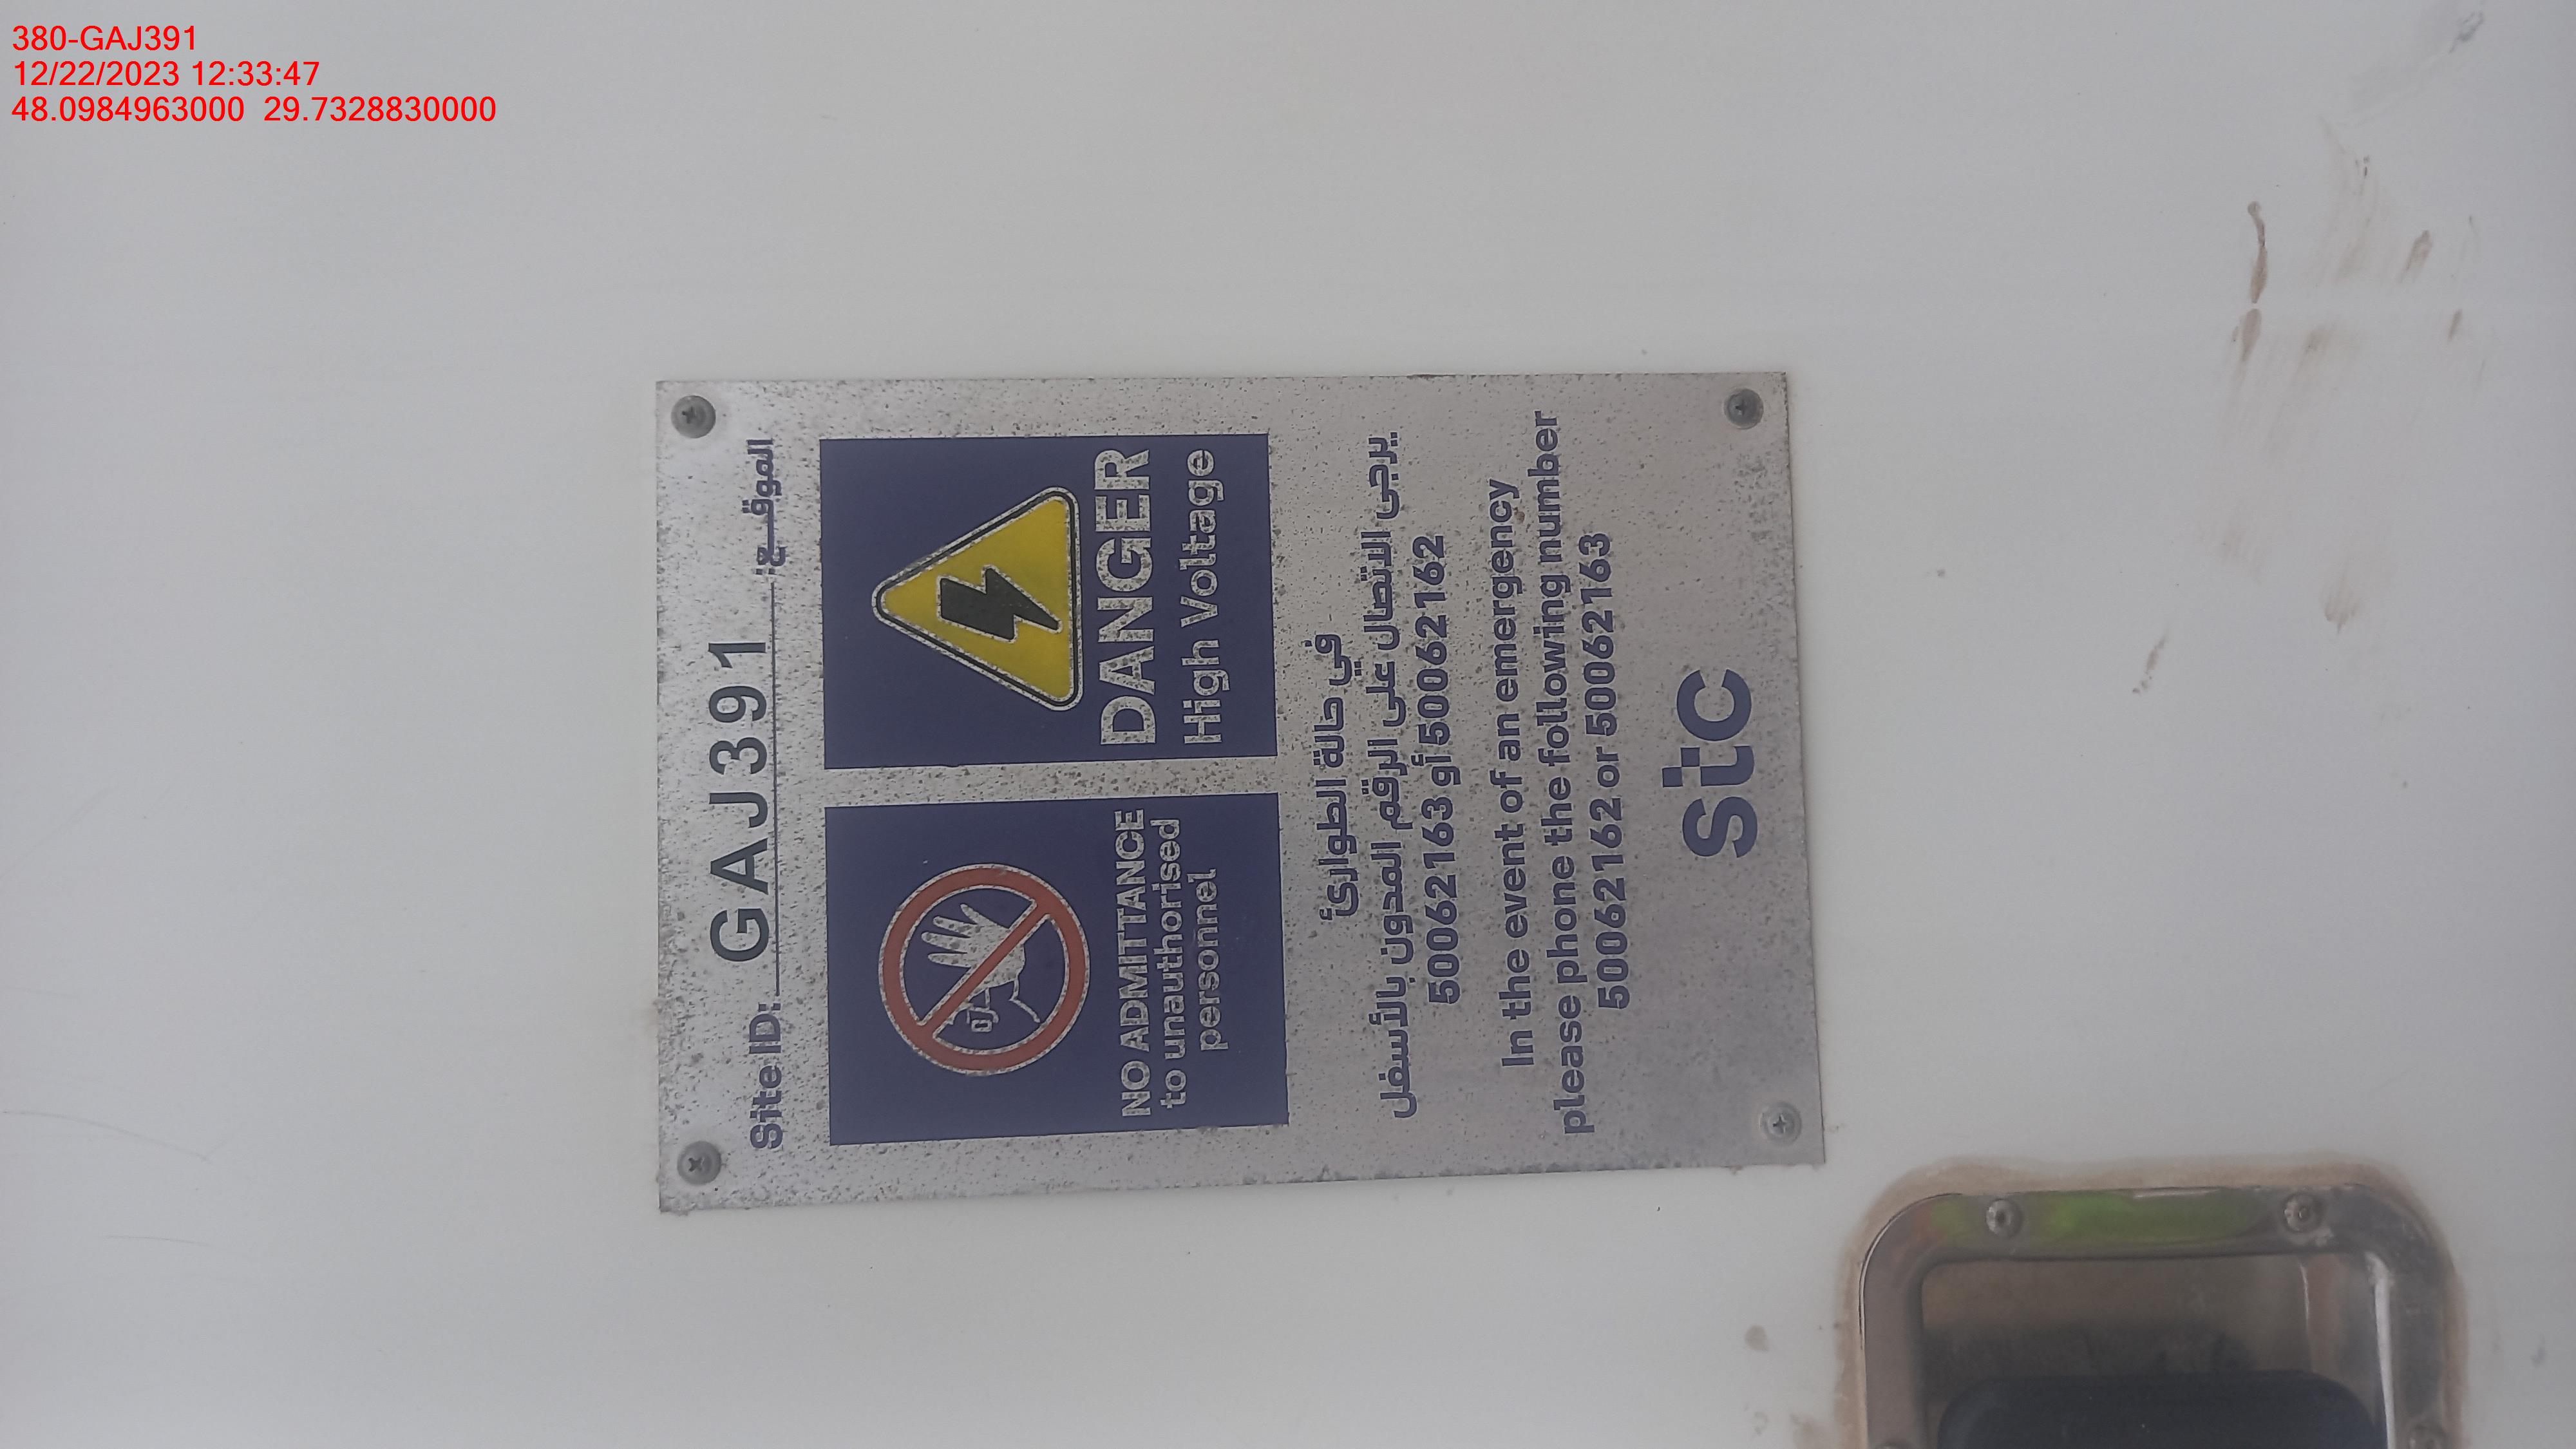 380-GAJ391
12/22/2023 12:33:47
48.0984963000 29.7328830000
Site ID: GAJ391 الموقع:
NO ADMITTANCE
to unauthorised
personnel
DANGER
High Voltage
في حالة الطوارئ
يرجى الاتصال على الرقم المدون بالأسفل
50062162 أو 50062163
In the event of an emergency
please phone the following number
50062162 or 50062163
stc